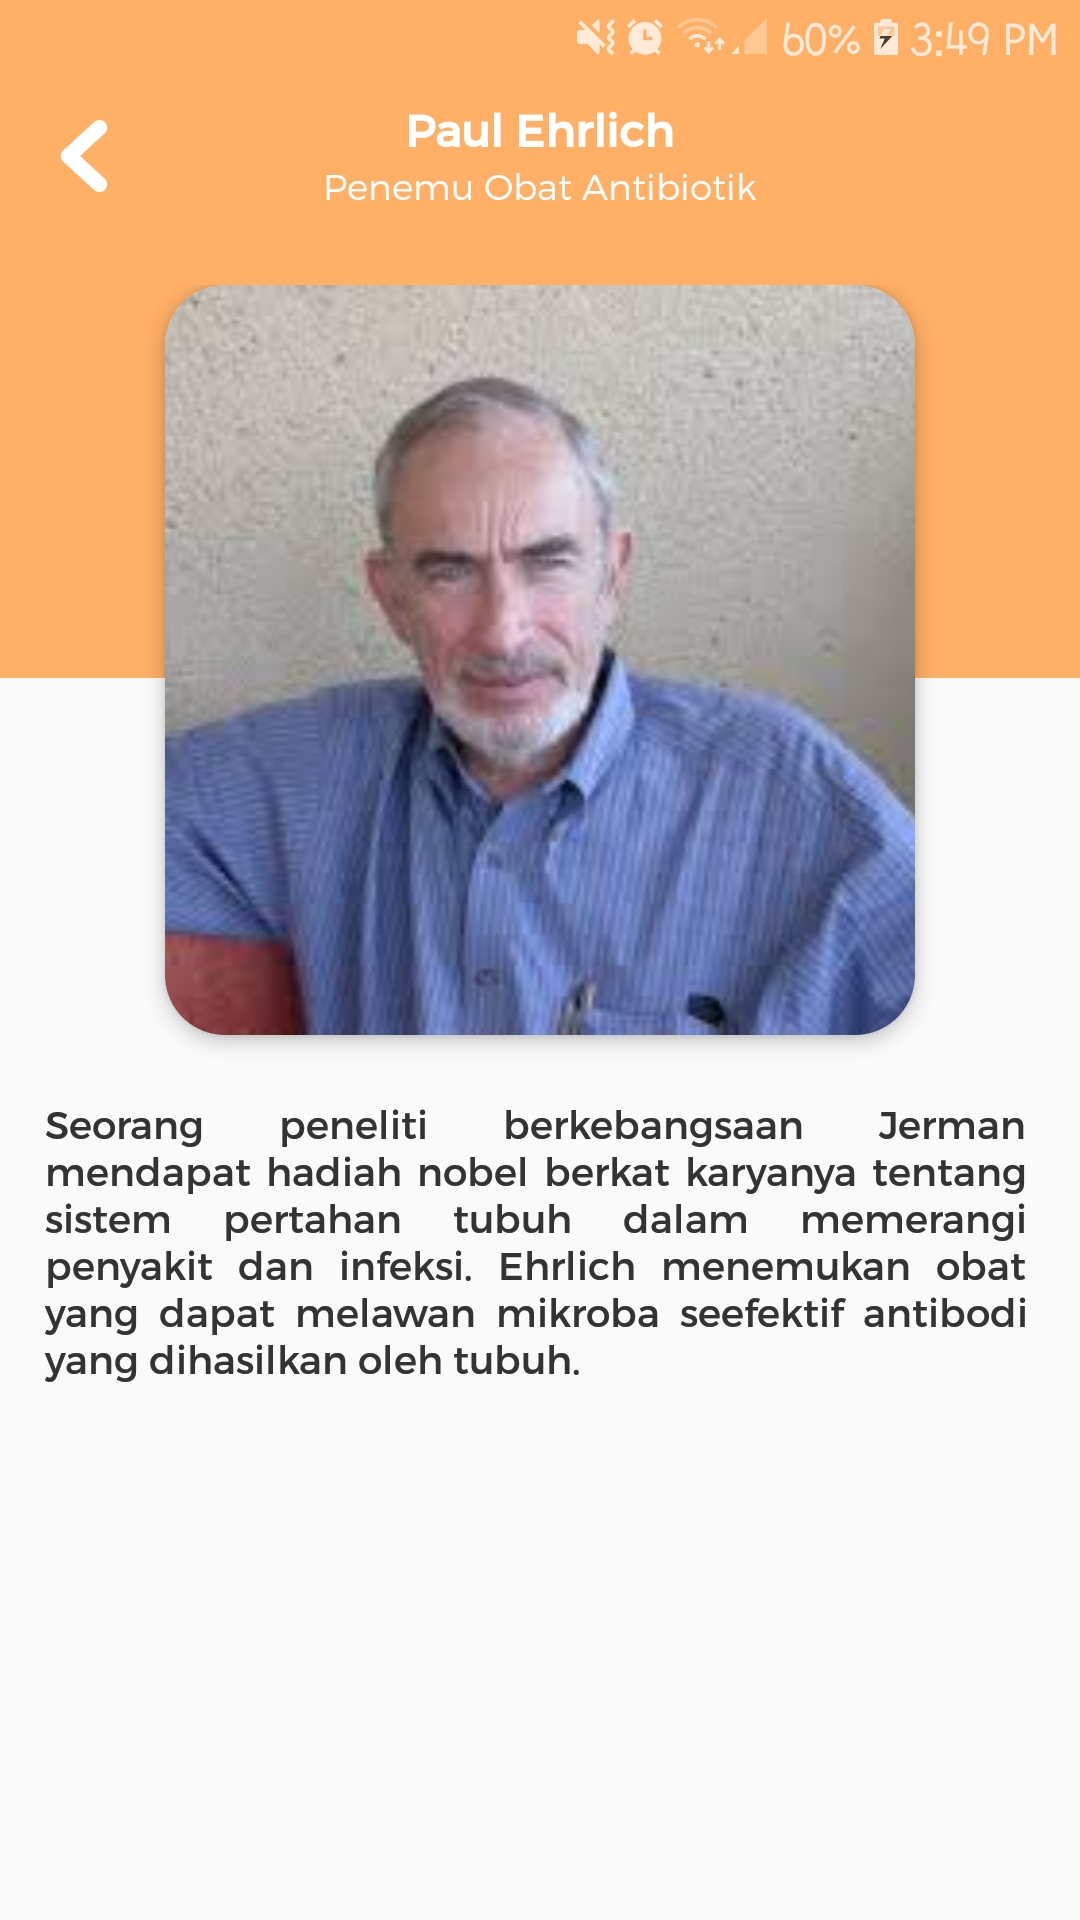 60% 3:49 PM
Paul Ehrlich
Penemu Obat Antibiotik
Seorang peneliti berkebangsaan Jerman
mendapat hadiah nobel berkat karyanya tentang
sistem pertahan tubuh dalam memerangi
penyakit dan infeksi. Ehrlich menemukan obat
yang dapat melawan mikroba seefektif antibodi
yang dihasilkan oleh tubuh.